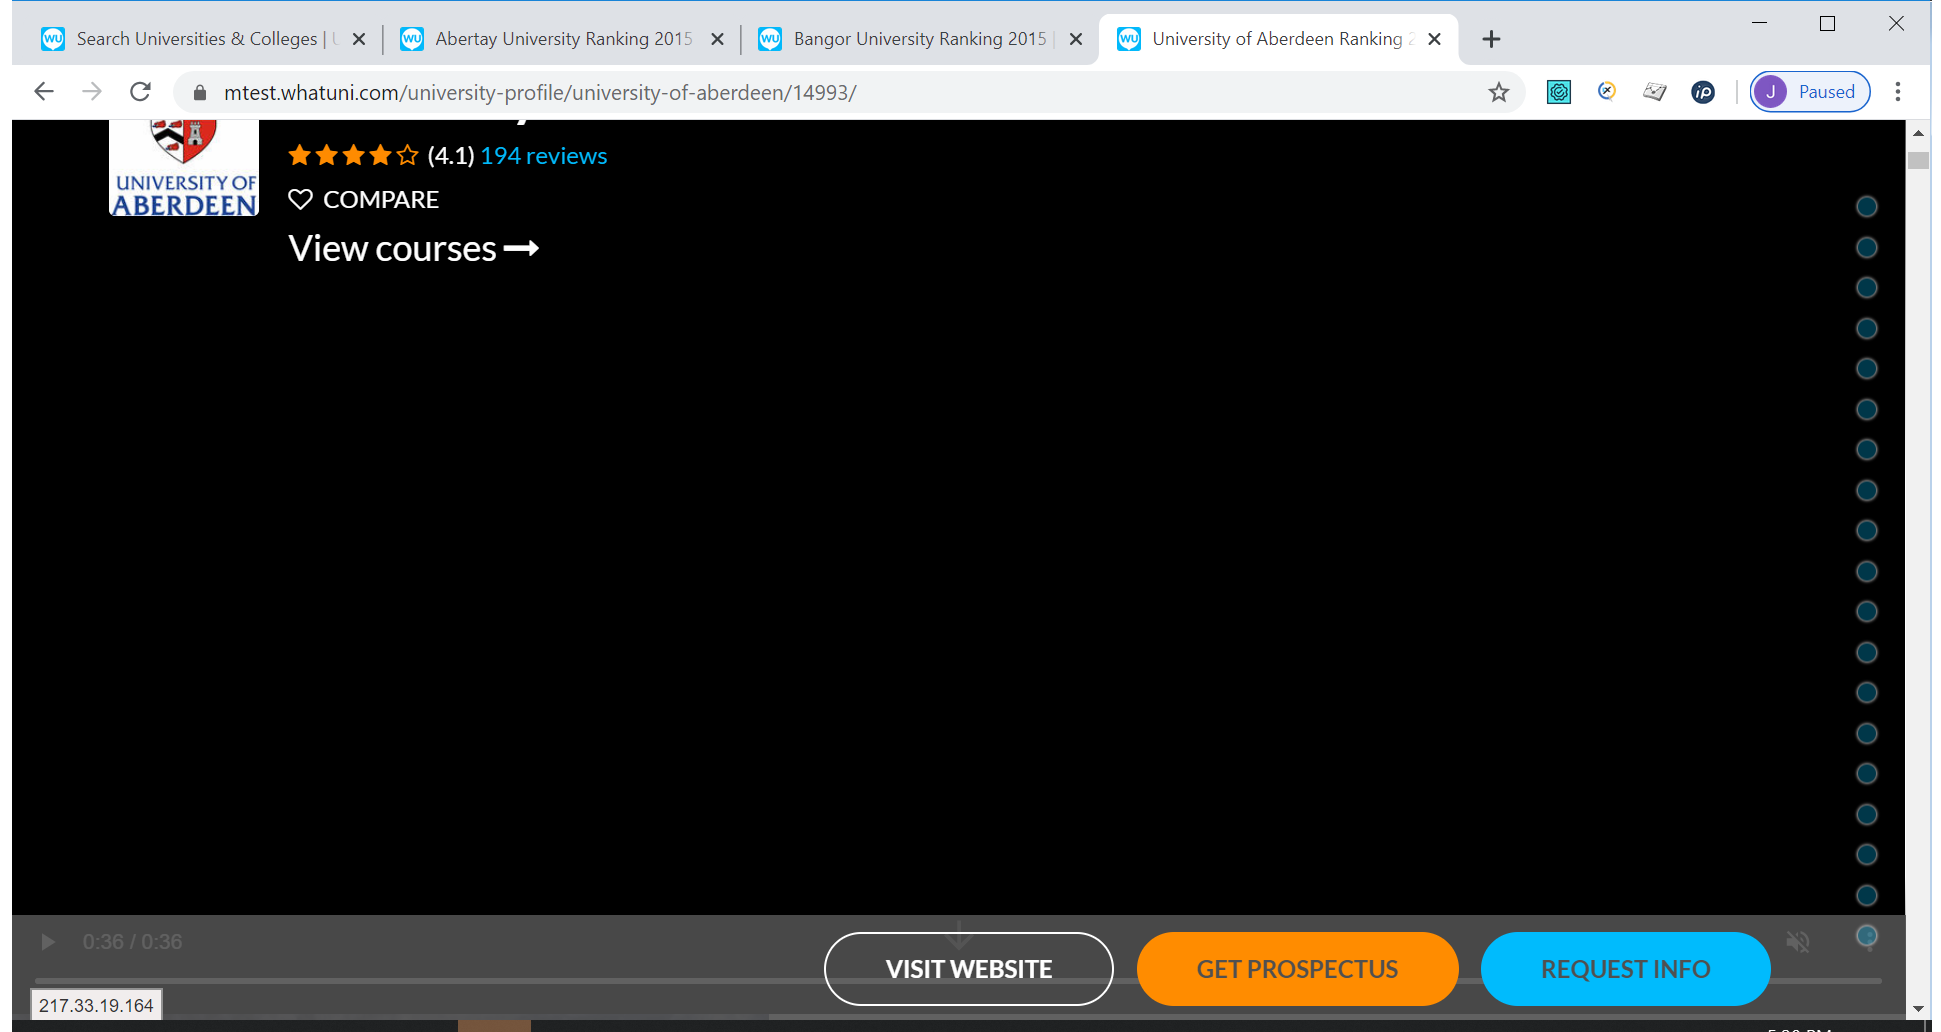 Search Universities & Colleges |
Abertay University Ranking 2015
Bangor University Ranking 2015 |
University of Aberdeen Ranking
mtest.whatuni.com/university-profile/university-of-aberdeen/14993/
J Paused
UNIVERSITY OF
ABERDEEN
(4.1) 194 reviews
COMPARE
View courses
0:36 / 0:36
VISIT WEBSITE
GET PROSPECTUS
REQUEST INFO
217.33.19.164